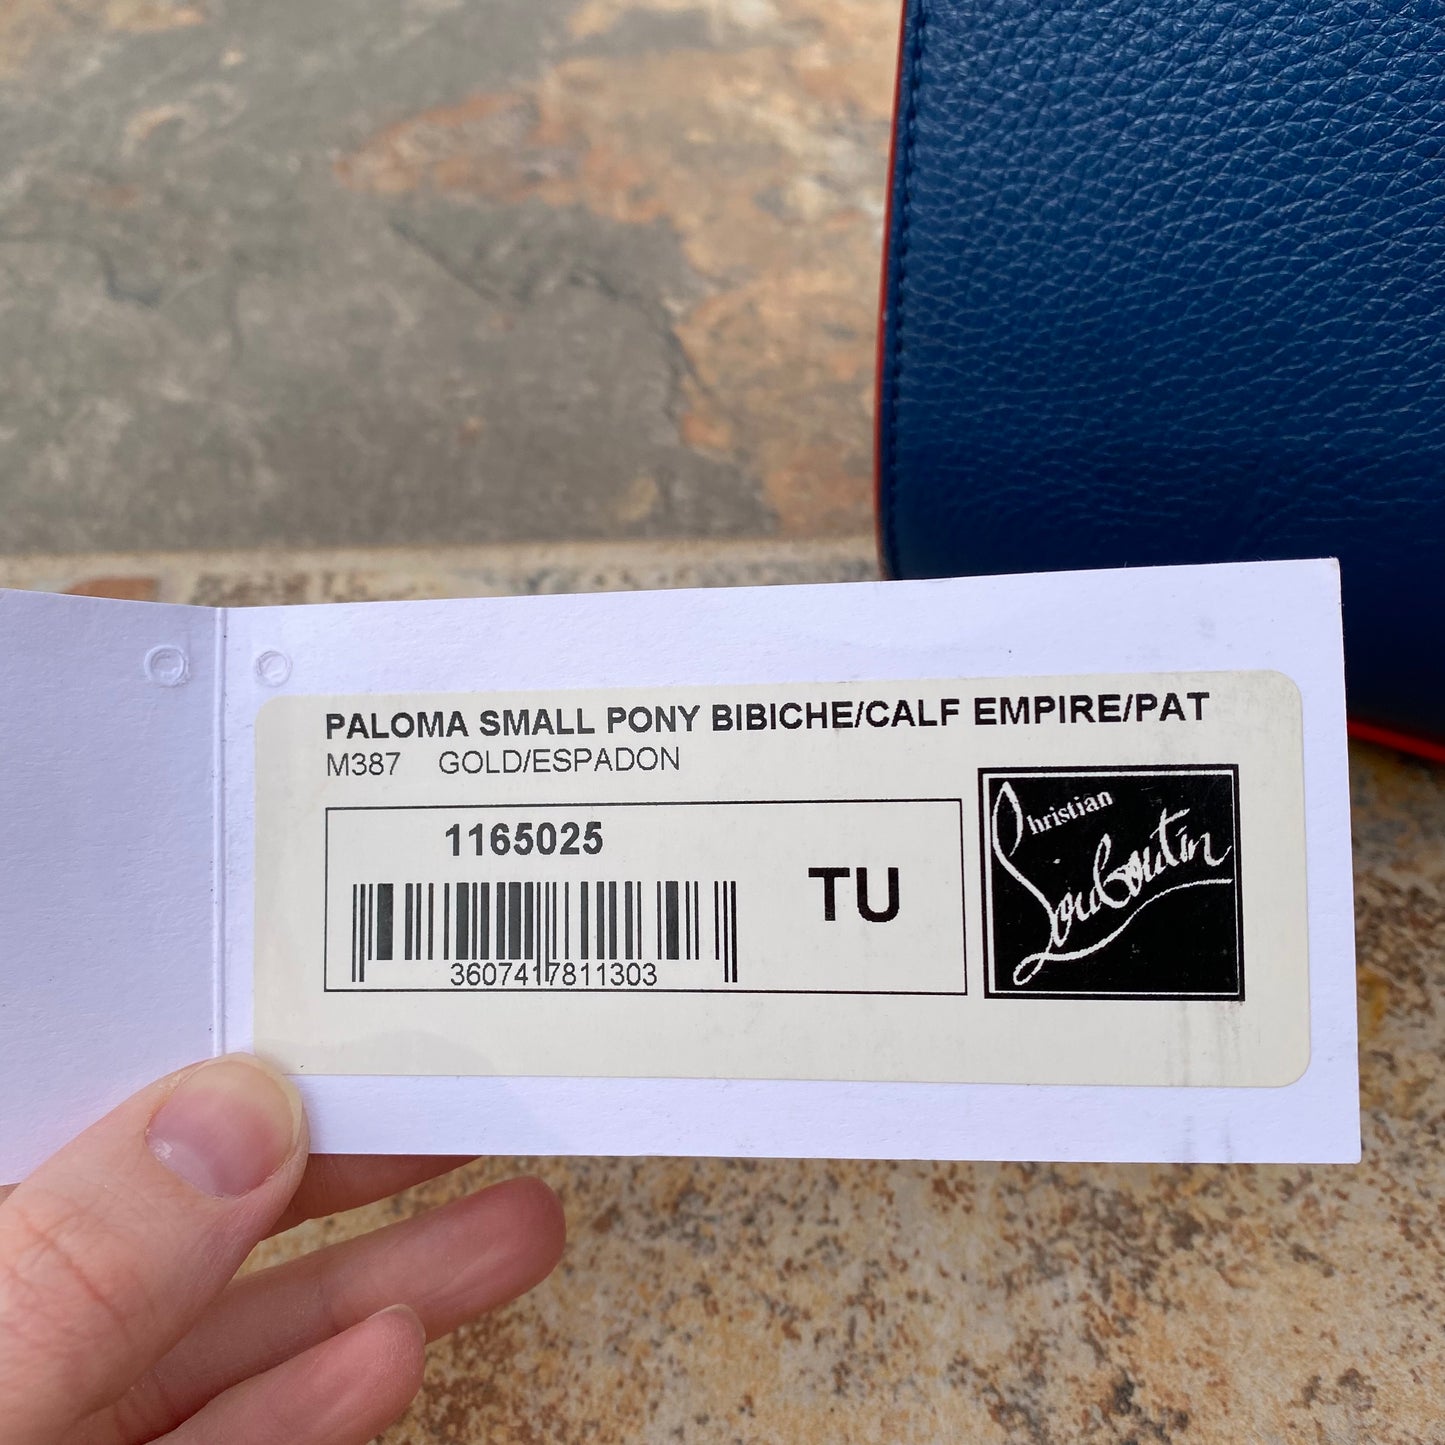 PALOMA SMALL PONY BIBICHE/CALF EMPIRE/PAT
M387 GOLD/ESPADON
1165025
3607417811303
TU
Christian
Louboutin